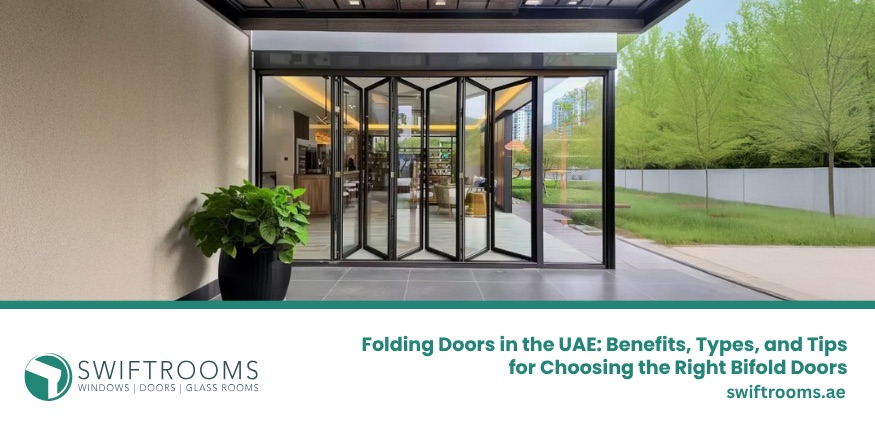 Folding Doors in the UAE: Benefits, Types, and Tips
for Choosing the Right Bifold Doors
swiftrooms.ae
SWIFTROOMS
WINDOWS | DOORS | GLASS ROOMS